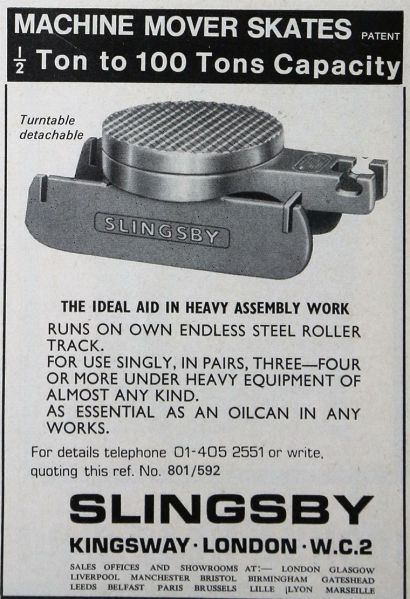 MACHINE MOVER SKATES PATENT
½ Ton to 100 Tons Capacity
Turntable
detachable
SLINGSBY
THE IDEAL AID IN HEAVY ASSEMBLY WORK
RUNS ON OWN ENDLESS STEEL ROLLER
TRACK.
FOR USE SINGLY, IN PAIRS, THREE—FOUR
OR MORE UNDER HEAVY EQUIPMENT OF
ALMOST ANY KIND.
AS ESSENTIAL AS AN OILCAN IN ANY
WORKS.
For details telephone 01-405 2551 or write,
quoting this ref. No. 801/592
SLINGSBY
KINGSWAY · LONDON · W.C.2
SALES OFFICES AND SHOWROOMS AT:— LONDON GLASGOW
LIVERPOOL MANCHESTER BRISTOL BIRMINGHAM GATESHEAD
LEEDS BELFAST PARIS BRUSSELS LILLE LYON MARSEILLE